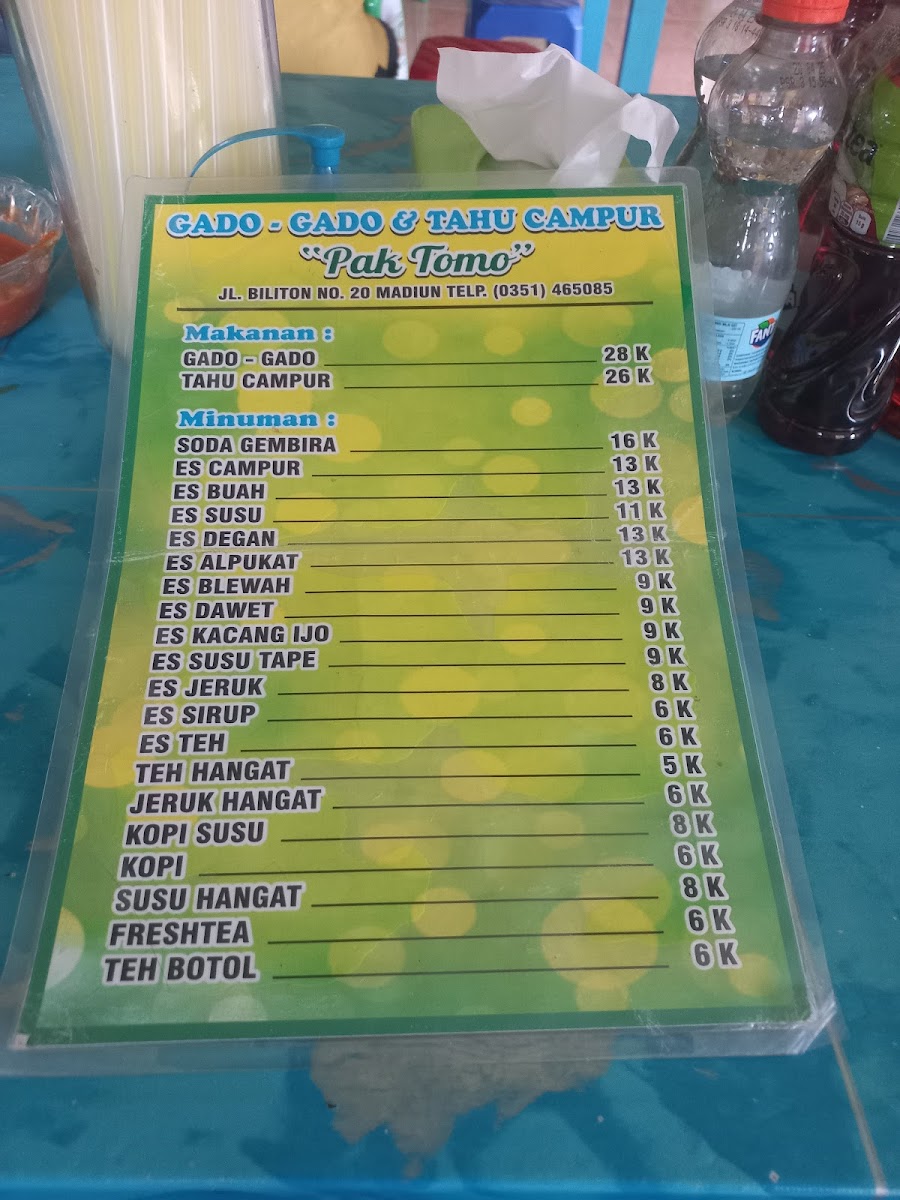 GADO - GADO & TAHU CAMPUR
"Pak Tomo"
JL. BILITON NO. 20 MADIUN TELP. (0351) 465085
Makanan :
GADO - GADO 28 K
TAHU CAMPUR 26 K
Minuman :
SODA GEMBIRA 16 K
ES CAMPUR 13 K
ES BUAH 13 K
ES SUSU 11 K
ES DEGAN 13 K
ES ALPUKAT 13 K
ES BLEWAH 9 K
ES DAWET 9 K
ES KACANG IJO 9 K
ES SUSU TAPE 9 K
ES JERUK 8 K
ES SIRUP 6 K
ES TEH 6 K
TEH HANGAT 5 K
JERUK HANGAT 6 K
KOPI SUSU 8 K
KOPI 6 K
SUSU HANGAT 8 K
FRESHTEA 6 K
TEH BOTOL 6 K